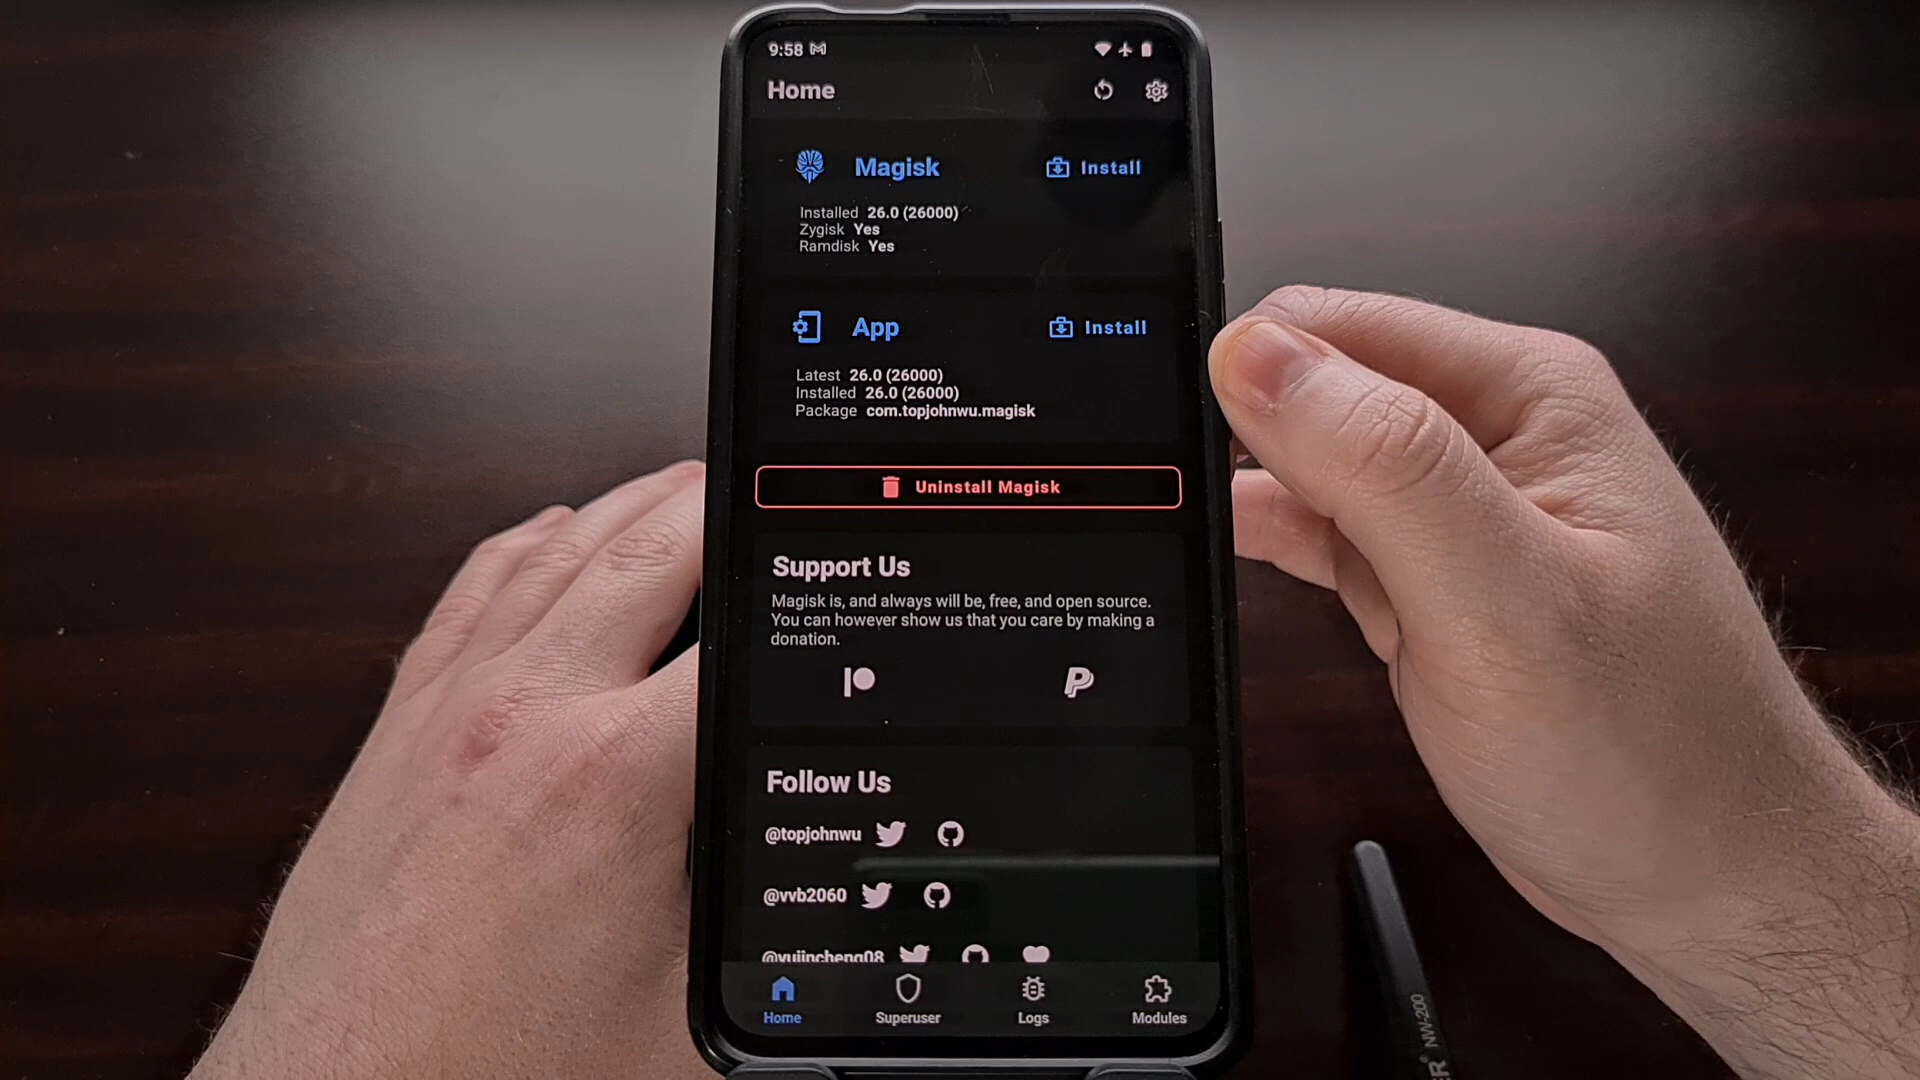 9:58
Home
Magisk
Install
Installed 26.0 (26000)
Zygisk Yes
Ramdisk Yes
App
Install
Latest 26.0 (26000)
Installed 26.0 (26000)
Package com.topjohnwu.magisk
Uninstall Magisk
Support Us
Magisk is, and always will be, free, and open source.
You can however show us that you care by making a
donation.
Follow Us
@topjohnwu
@vvb2060
@yujincheng08
Home
Superuser
Logs
Modules
NW-200